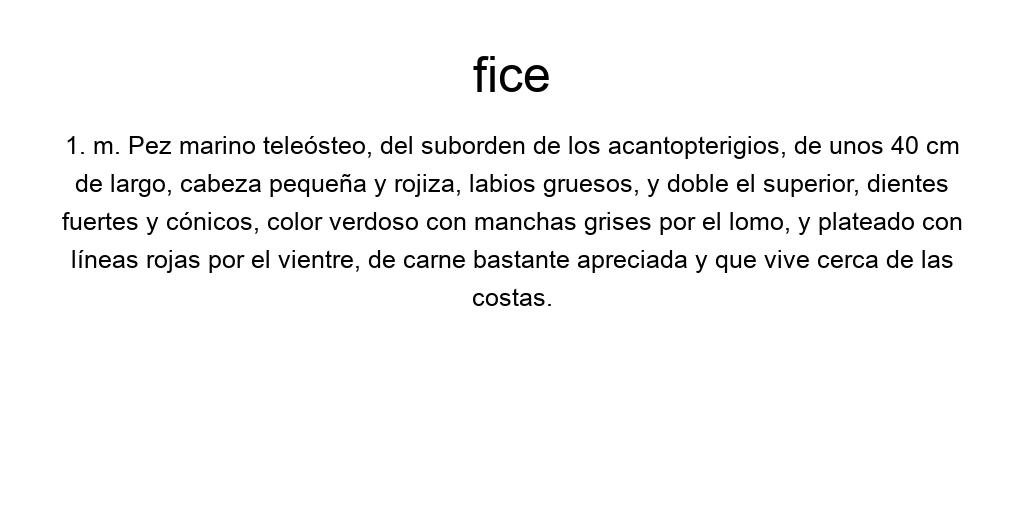 fice
1. m. Pez marino teleósteo, del suborden de los acantopterigios, de unos 40 cm
de largo, cabeza pequeña y rojiza, labios gruesos, y doble el superior, dientes
fuertes y cónicos, color verdoso con manchas grises por el lomo, y plateado con
líneas rojas por el vientre, de carne bastante apreciada y que vive cerca de las
costas.